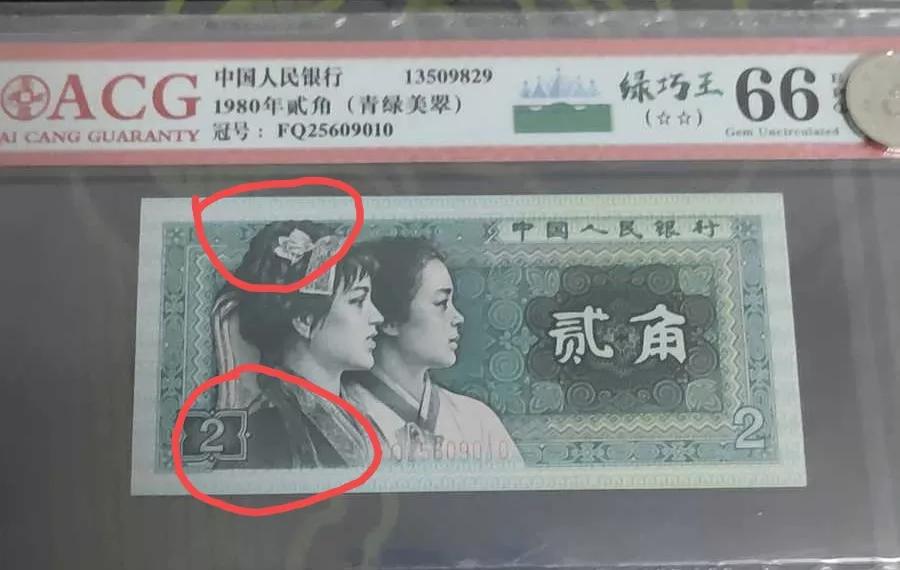 ACG
AI CANG GUARANTY
中国人民银行 13509829
1980年贰角（青绿美翠）
冠号： FQ25609010
绿巧王
(☆☆)
66
Gem Uncirculated
中国人民银行
贰角
2
25609010
2